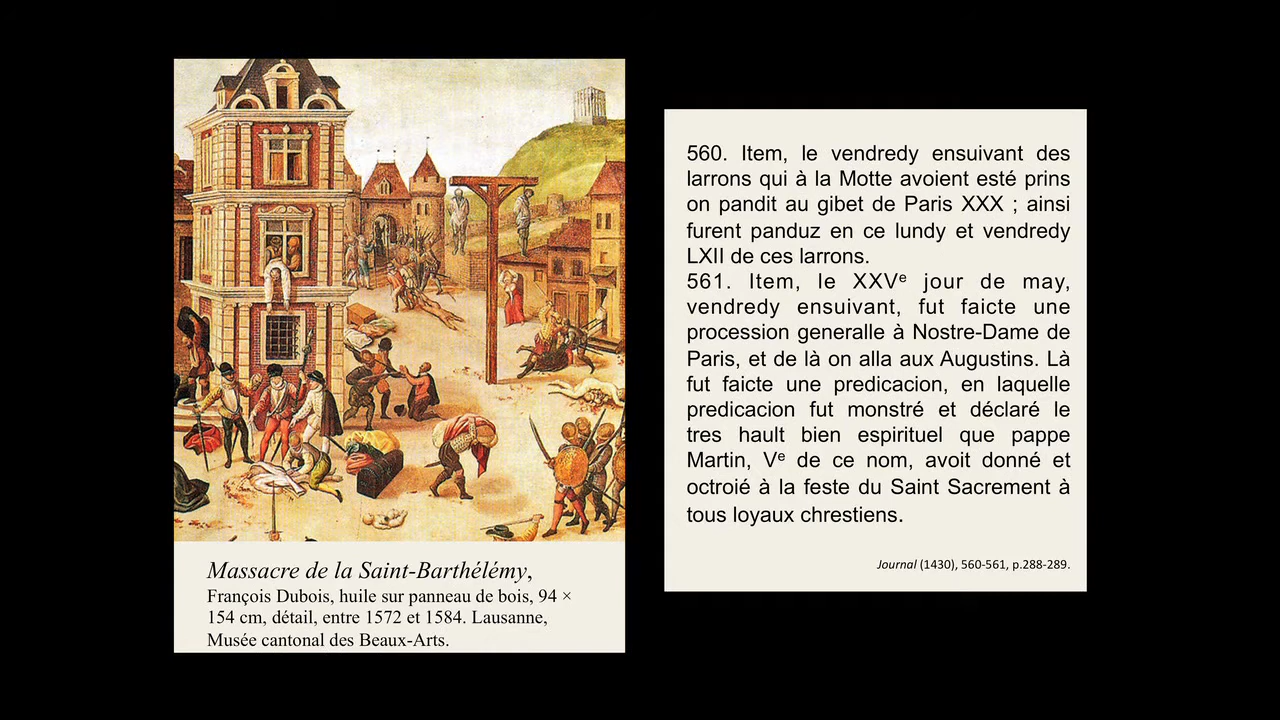 Massacre de la Saint-Barthélémy,
François Dubois, huile sur panneau de bois, 94 ×
154 cm, détail, entre 1572 et 1584. Lausanne,
Musée cantonal des Beaux-Arts.
560. Item, le vendredy ensuivant des
larrons qui à la Motte avoient esté prins
on pandit au gibet de Paris XXX ; ainsi
furent panduz en ce lundy et vendredy
LXII de ces larrons.
561. Item, le XXVᵉ jour de may,
vendredy ensuivant, fut faicte une
procession generalle à Nostre-Dame de
Paris, et de là on alla aux Augustins. Là
fut faicte une predicacion, en laquelle
predicacion fut monstré et déclaré le
tres hault bien espirituel que pappe
Martin, Vᵉ de ce nom, avoit donné et
octroié à la feste du Saint Sacrement à
tous loyaux chrestiens.
Journal (1430), 560-561, p.288-289.